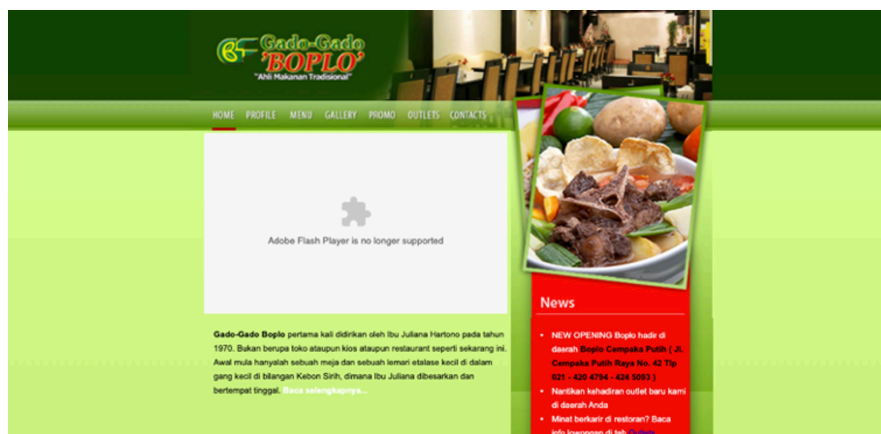 Gado-Gado
'BOPLO'
"Ahli Makanan Tradisional"
HOME PROFILE MENU GALLERY PROMO OUTLETS CONTACTS
Adobe Flash Player is no longer supported
Gado-Gado Boplo pertama kali didirikan oleh Ibu Juliana Hartono pada tahun
1970. Bukan berupa toko ataupun kios ataupun restaurant seperti sekarang ini.
Awal mula hanyalah sebuah meja dan sebuah lemari etalase kecil di dalam
gang kecil di bilangan Kebon Sirih, dimana Ibu Juliana dibesarkan dan
bertempat tinggal. Baca selengkapnya...
News
• NEW OPENING Boplo hadir di
daerah Boplo Cempaka Putih ( Jl.
Cempaka Putih Raya No. 42 Tlp
021 - 420 4794 - 424 5093 )
• Nantikan kehadiran outlet baru kami
di daerah Anda
• Minat berkarir di restoran? Baca
info lowongan di tab Outlets